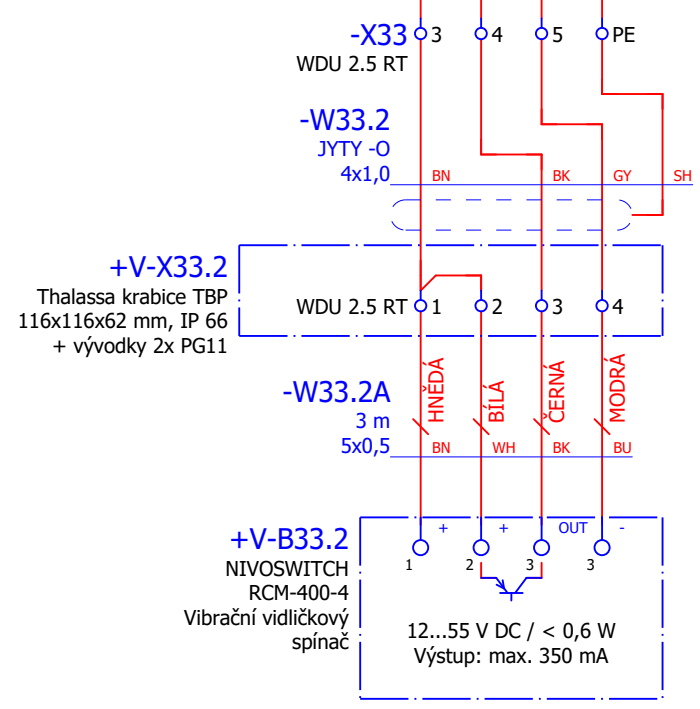 -X33 3 4 5 PE
WDU 2.5 RT
-W33.2
JYTY -O
4x1,0 BN BK GY SH
+V-X33.2
Thalassa krabice TBP
116x116x62 mm, IP 66
+ vývodky 2x PG11
WDU 2.5 RT 1 2 3 4
-W33.2A
3 m
5x0,5
HNĚDÁ BÍLÁ ČERNÁ MODRÁ
BN WH BK BU
+V-B33.2
NIVOSWITCH
RCM-400-4
Vibrační vidličkový
spínač
+ + OUT -
1 2 3 3
12...55 V DC / < 0,6 W
Výstup: max. 350 mA